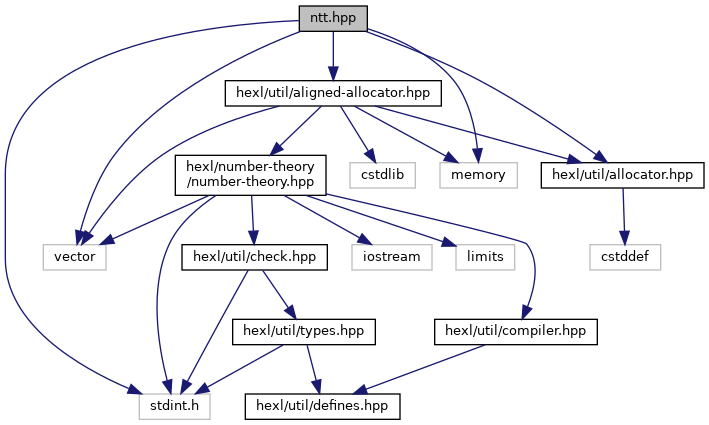 ntt.hpp
hexl/util/aligned-allocator.hpp
hexl/number-theory
/number-theory.hpp
cstdlib
memory
hexl/util/allocator.hpp
vector
hexl/util/check.hpp
iostream
limits
cstddef
hexl/util/types.hpp
hexl/util/compiler.hpp
stdint.h
hexl/util/defines.hpp